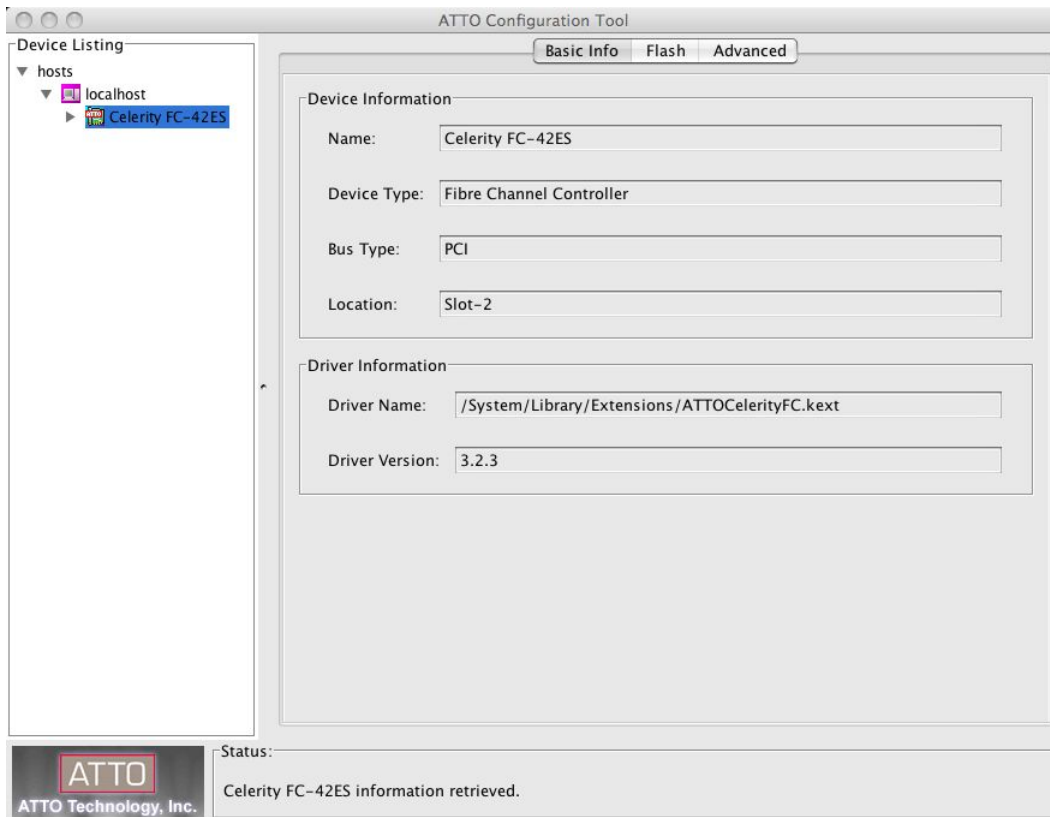 ATTO Configuration Tool
Device Listing
hosts
localhost
Celerity FC-42ES
Basic Info Flash Advanced
Device Information
Name: Celerity FC-42ES
Device Type: Fibre Channel Controller
Bus Type: PCI
Location: Slot-2
Driver Information
Driver Name: /System/Library/Extensions/ATTOCelerityFC.kext
Driver Version: 3.2.3
ATTO
ATTO Technology, Inc.
Status:
Celerity FC-42ES information retrieved.